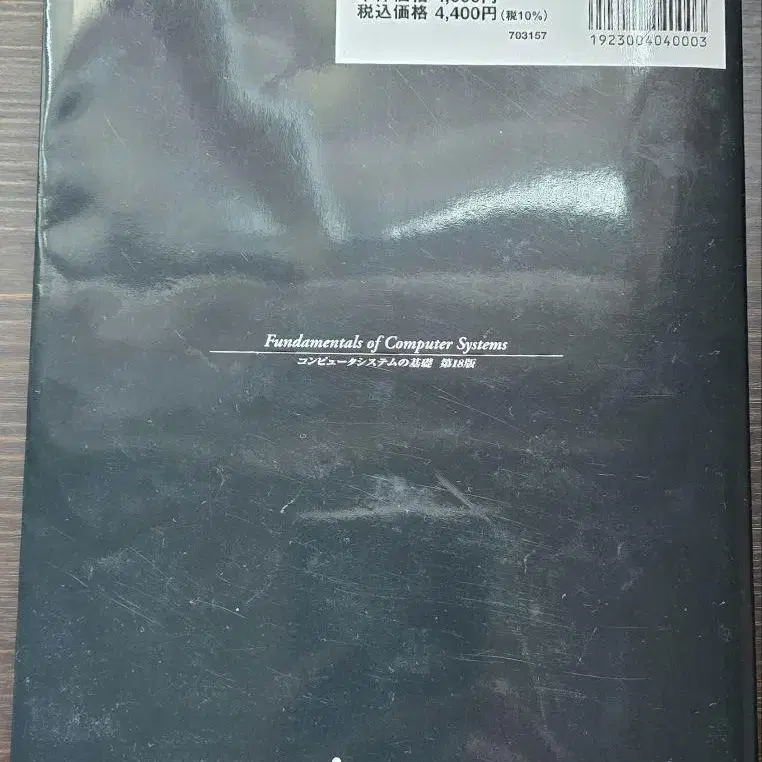 税込価格 4,400円(税10%)
703157
1923004040003
Fundamentals of Computer Systems
コンピュータシステムの基礎 第18版